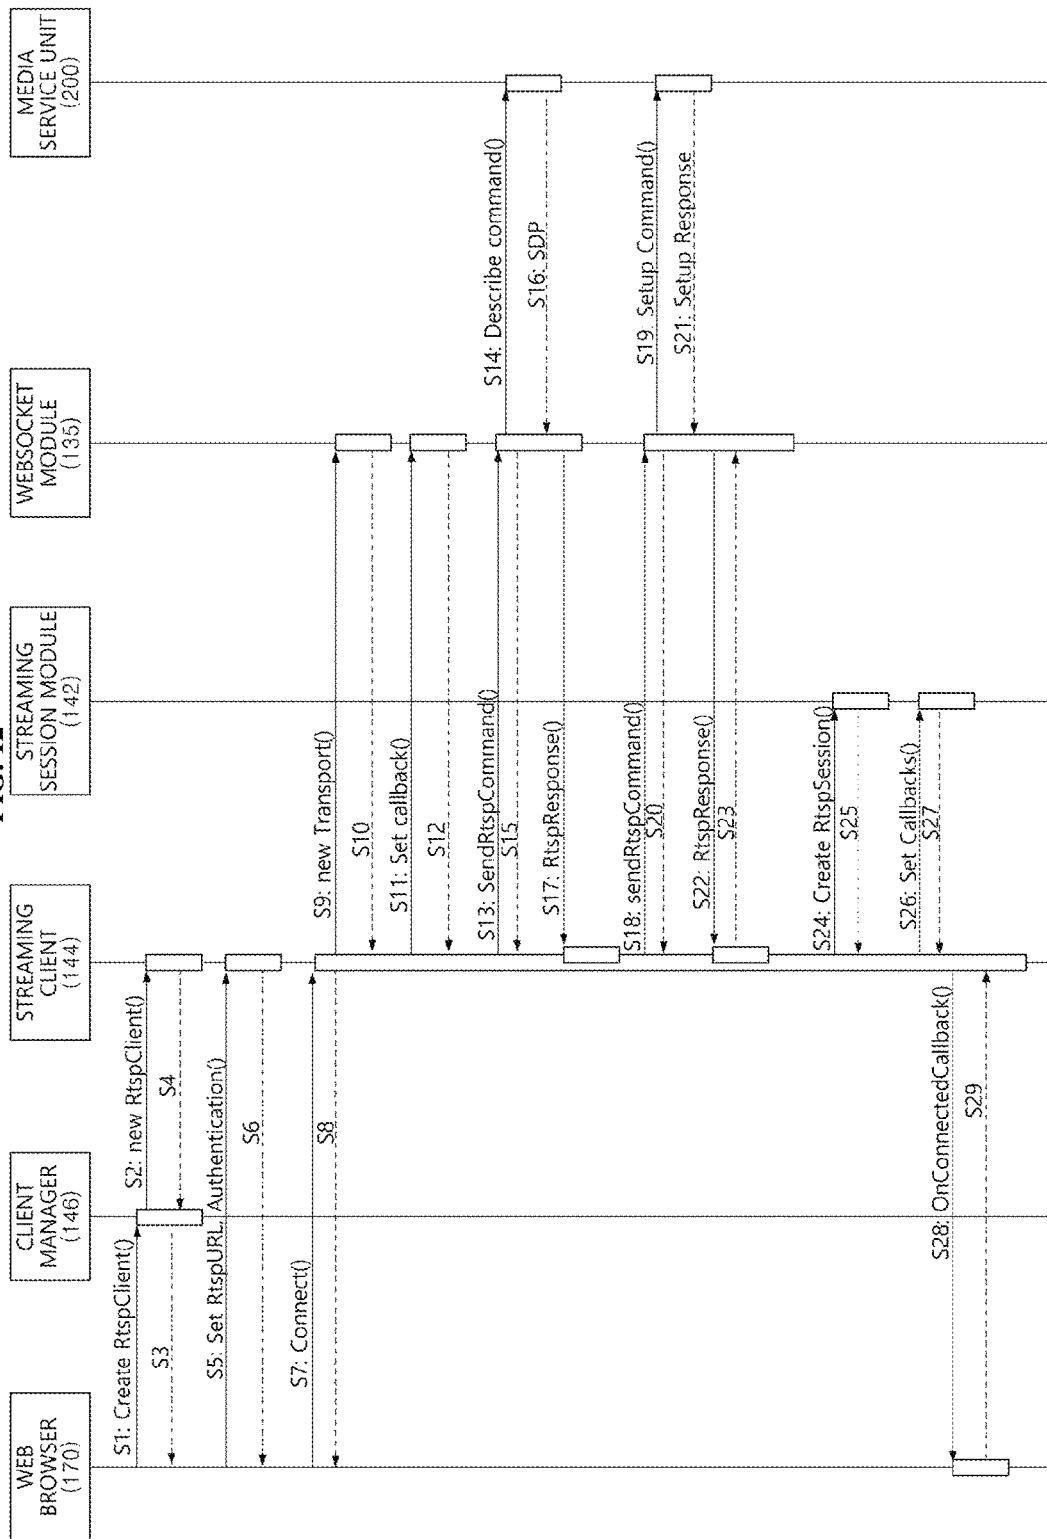 WEB
BROWSER
(170)
CLIENT
MANAGER
(146)
STREAMING
CLIENT
(144)
STREAMING
SESSION MODULE
(142)
WEBSOCKET
MODULE
(135)
MEDIA
SERVICE UNIT
(200)
S1: Create RtspClient()
S2: new RtspClient()
S3
S4
S5: Set RtspURL, Authentication()
S6
S7: Connect()
S8
S9: new Transport()
S10
S11: Set callback()
S12
S13: SendRtspCommand()
S14: Describe command()
S15
S16: SDP
S17: RtspResponse()
S18: sendRtspCommand()
S19: Setup Command()
S20
S21: Setup Response
S22: RtspResponse()
S23
S24: Create RtspSession()
S25
S26: Set Callbacks()
S27
S28: OnConnectedCallback()
S29